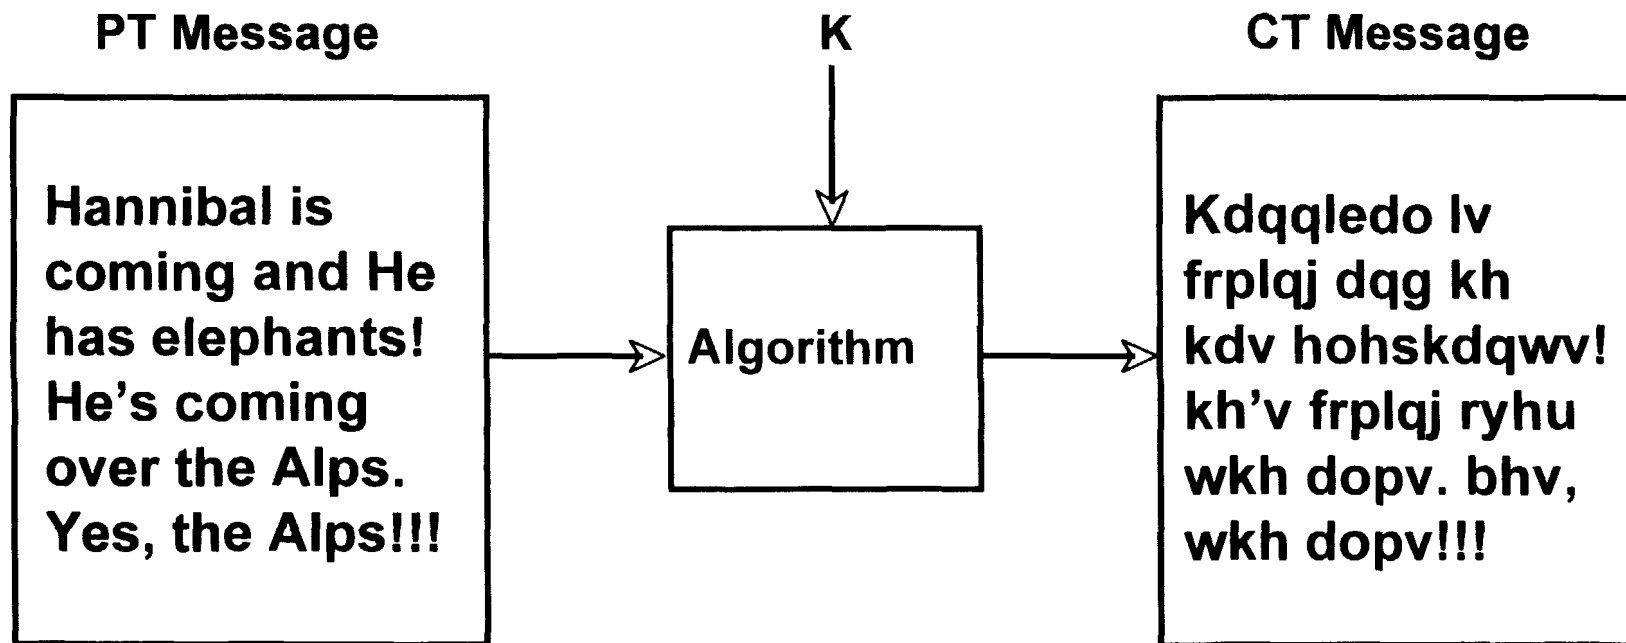 PT Message
K
CT Message
Hannibal is
coming and He
has elephants!
He's coming
over the Alps.
Yes, the Alps!!!
Algorithm
Kdqqledo lv
frplqj dqg kh
kdv hohskdqwv!
kh'v frplqj ryhu
wkh dopv. bhv,
wkh dopv!!!